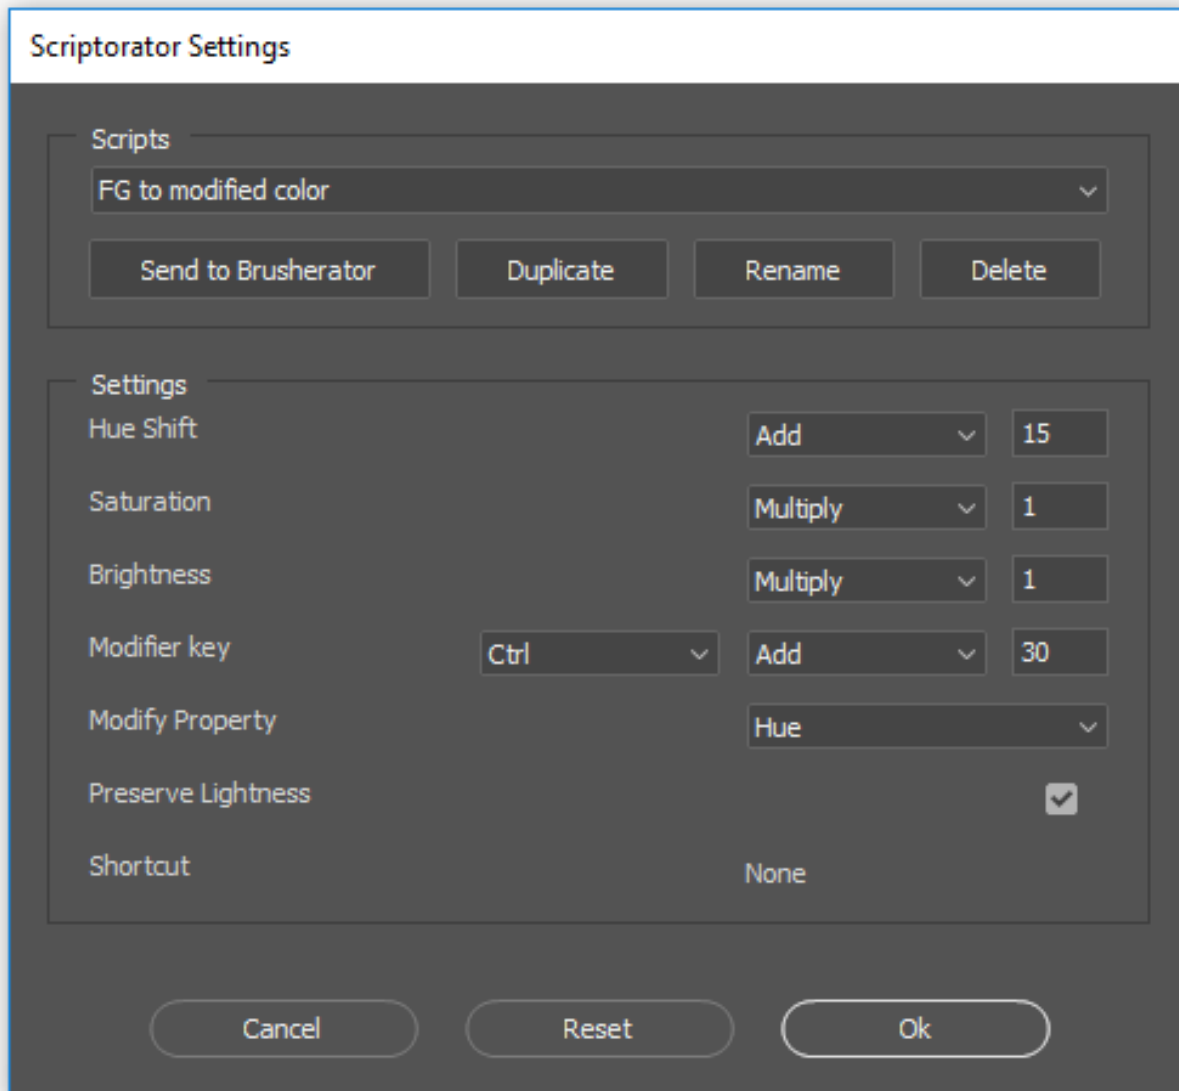 Scriptorator Settings
Scripts
FG to modified color
Send to Brusherator Duplicate Rename Delete
Settings
Hue Shift Add 15
Saturation Multiply 1
Brightness Multiply 1
Modifier key Ctrl Add 30
Modify Property Hue
Preserve Lightness
Shortcut None
Cancel Reset Ok